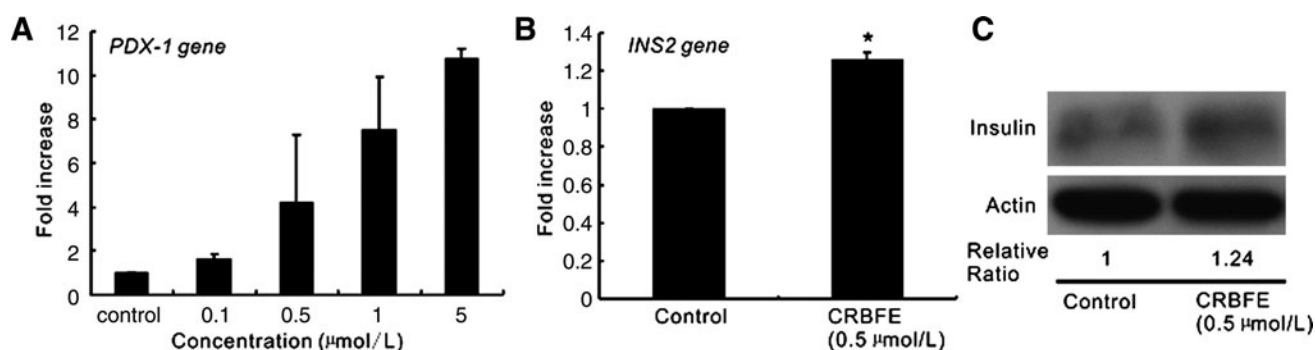 A
PDX-1 gene
Fold increase
12
10
8
6
4
2
0
control 0.1 0.5 1 5
Concentration (μmol/L)
B
INS2 gene
Fold increase
1.4
1.2
1
0.8
0.6
0.4
0.2
0
*
Control CRBFE
(0.5 μmol/L)
C
Insulin
Actin
Relative 1 1.24
Ratio
Control CRBFE
(0.5 μmol/L)